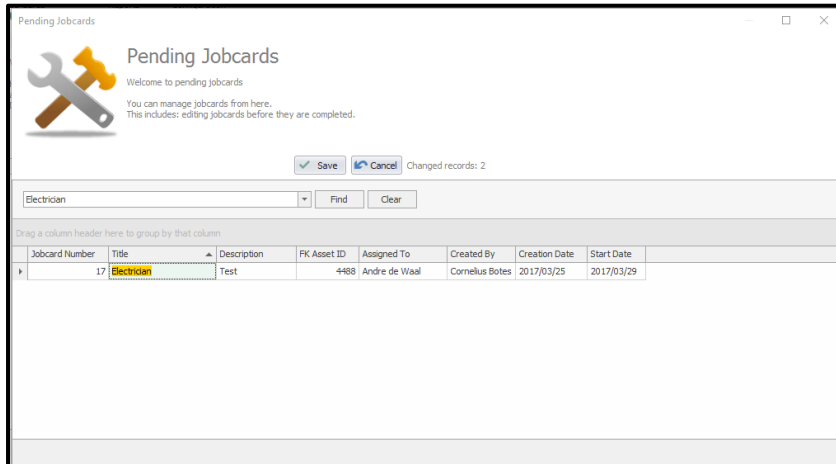 Pending Jobcards
Pending Jobcards
Welcome to pending jobcards
You can manage jobcards from here.
This includes: editing jobcards before they are completed.
Save Cancel Changed records: 2
Electrician Find Clear
Drag a column header here to group by that column
Jobcard Number Title Description FK Asset ID Assigned To Created By Creation Date Start Date
17 Electrician Test 4488 Andre de Waal Cornelius Botes 2017/03/25 2017/03/29